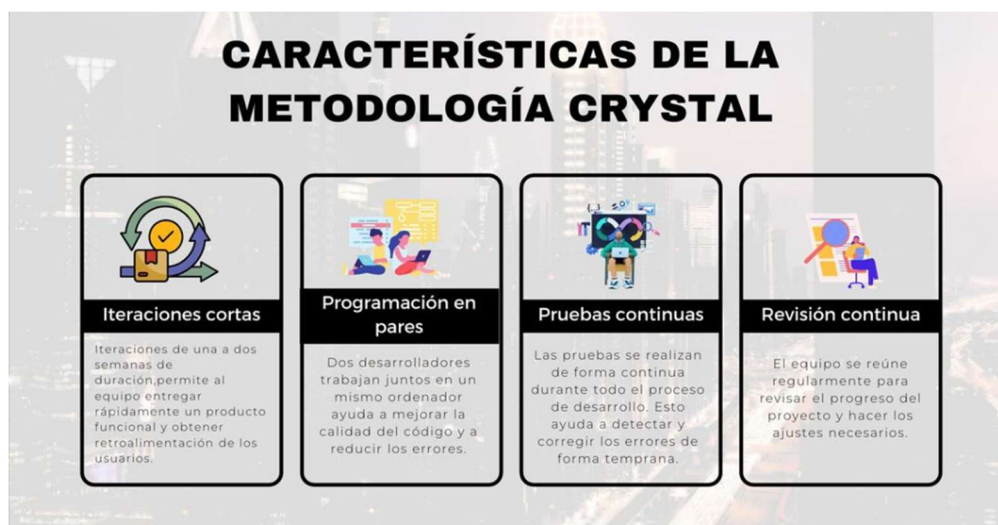 CARACTERÍSTICAS DE LA
METODOLOGÍA CRYSTAL
Iteraciones cortas
Iteraciones de una a dos
semanas de
duración,permite al
equipo entregar
rápidamente un producto
funcional y obtener
retroalimentación de los
usuarios.
Programación en
pares
Dos desarrolladores
trabajan juntos en un
mismo ordenador
ayuda a mejorar la
calidad del código y a
reducir los errores.
Pruebas continuas
Las pruebas se realizan
de forma continua
durante todo el proceso
de desarrollo. Esto
ayuda a detectar y
corregir los errores de
forma temprana.
Revisión continua
El equipo se reúne
regularmente para
revisar el progreso del
proyecto y hacer los
ajustes necesarios.